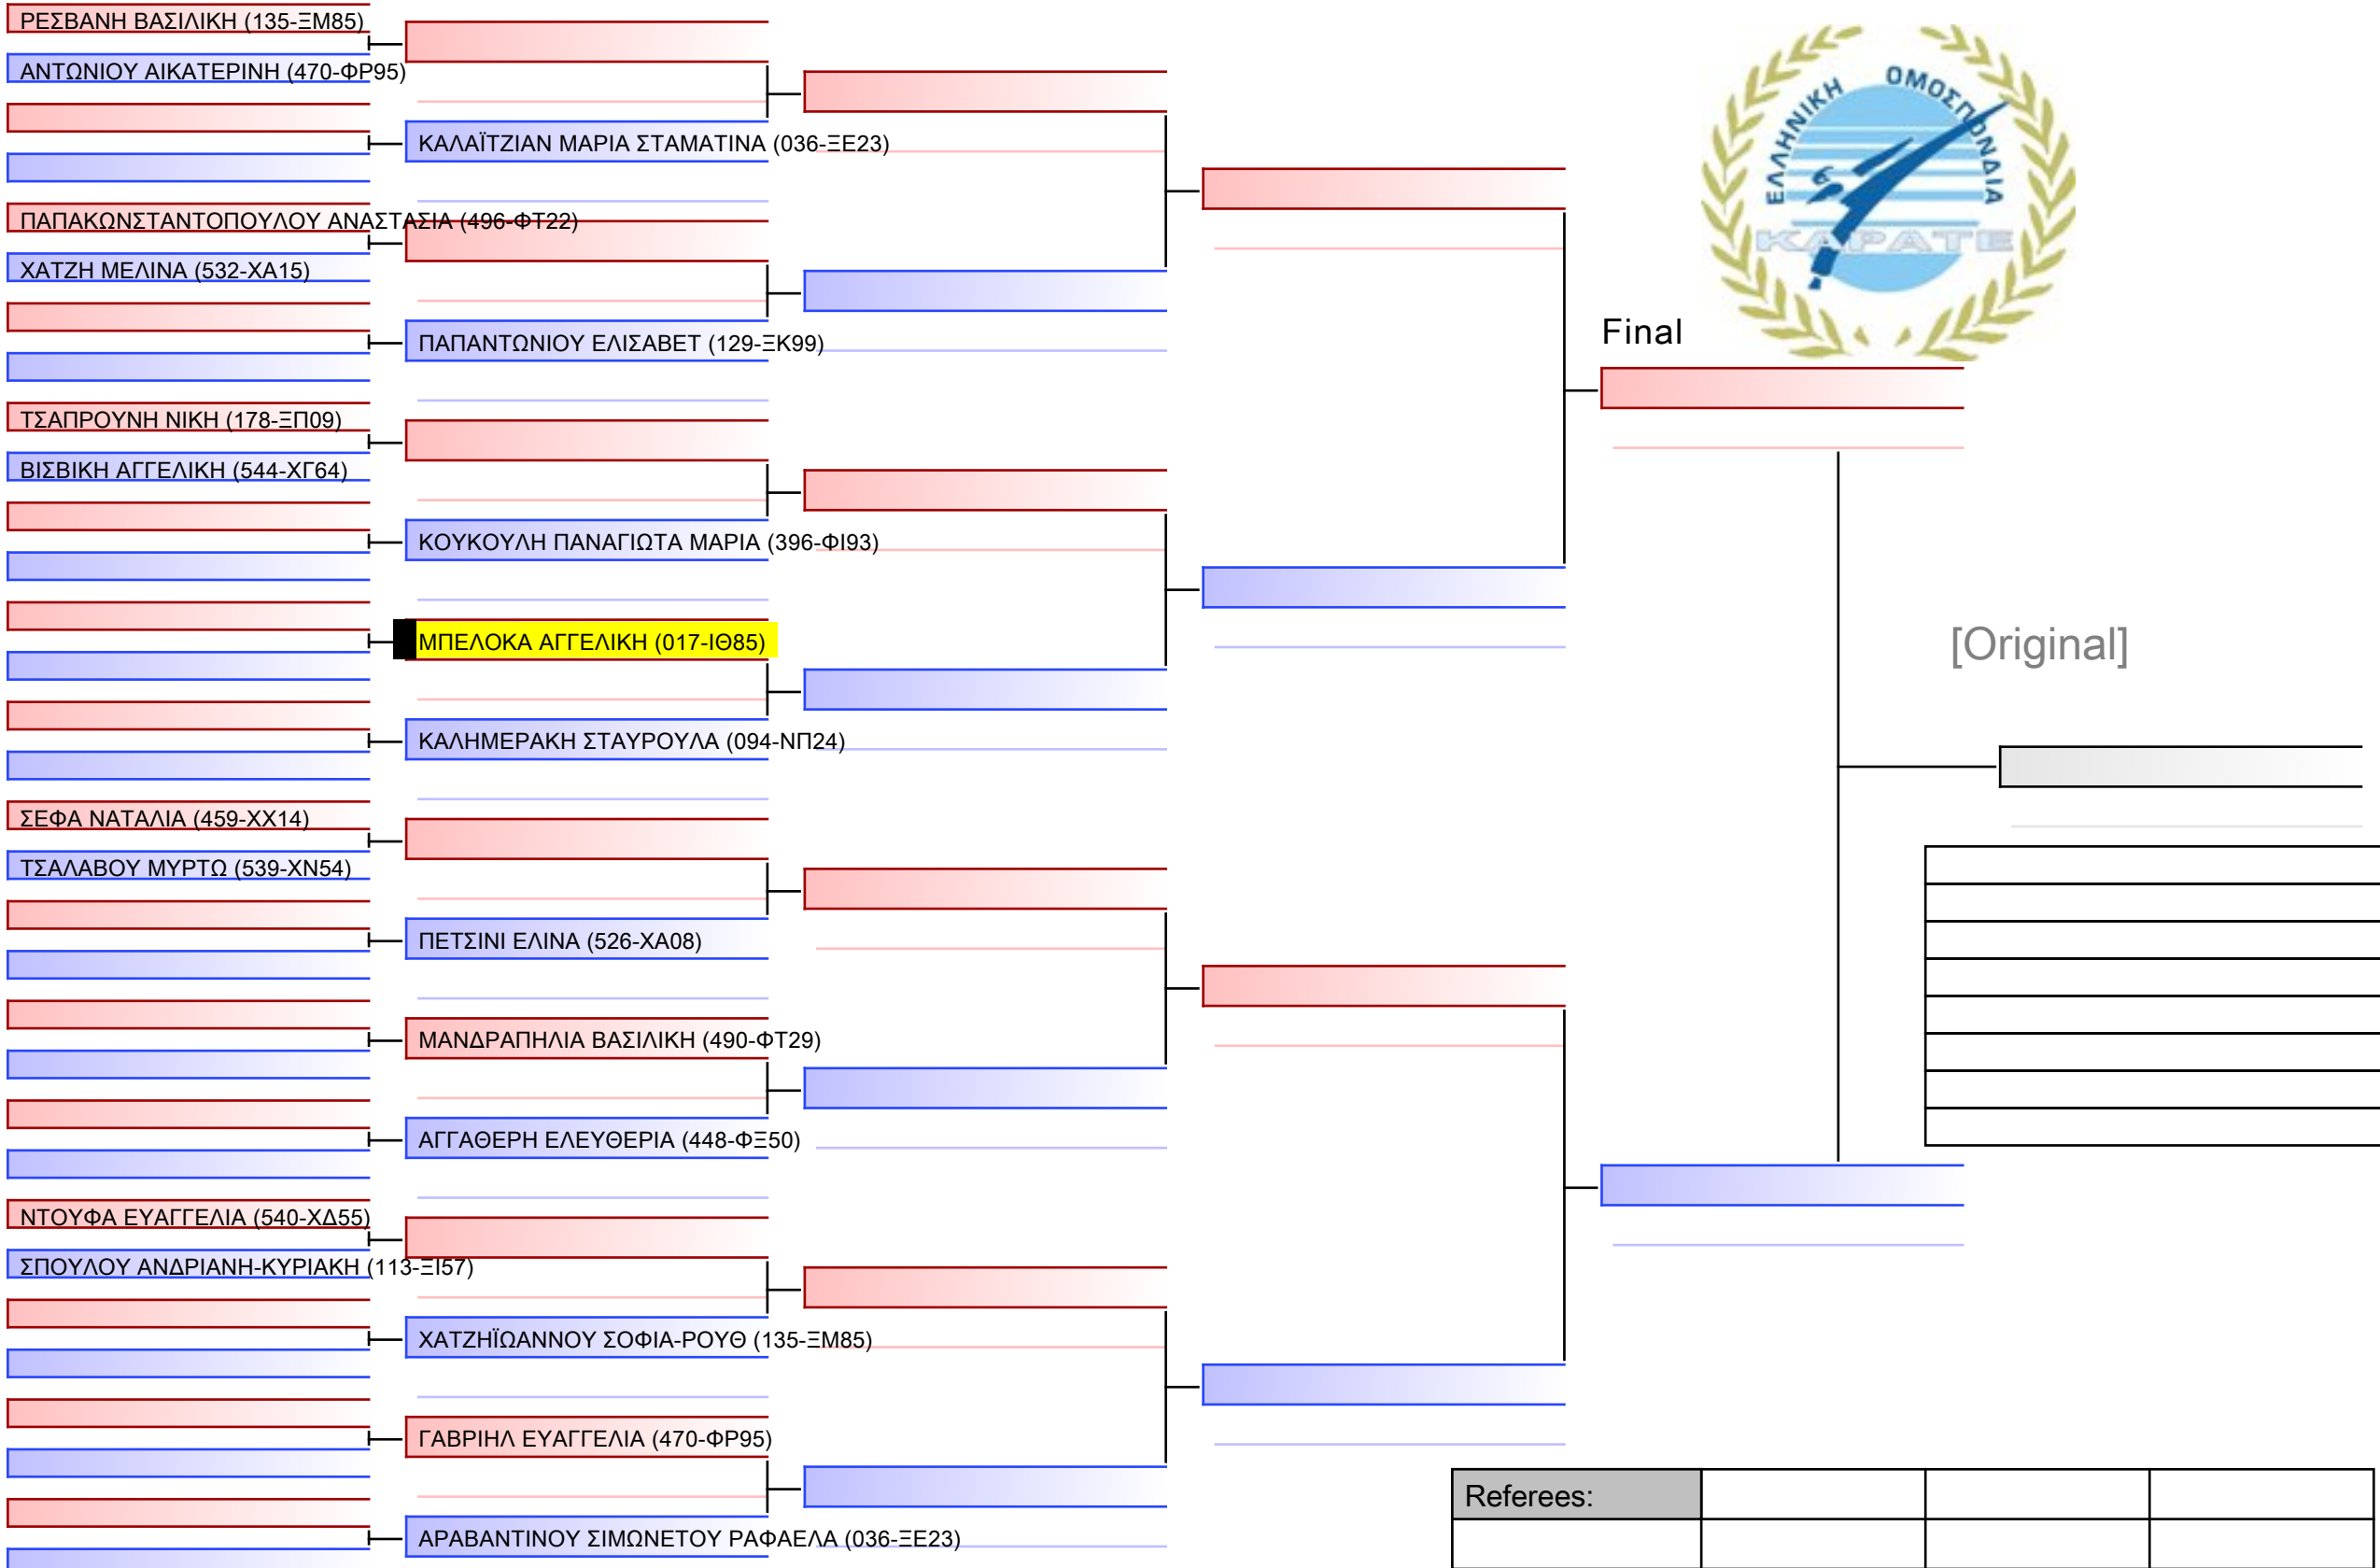 ΡΕΣΒΑΝΗ ΒΑΣΙΛΙΚΗ (135-ΞΜ85)
ΑΝΤΩΝΙΟΥ ΑΙΚΑΤΕΡΙΝΗ (470-ΦΡ95)
ΚΑΛΑΪΤΖΙΑΝ ΜΑΡΙΑ ΣΤΑΜΑΤΙΝΑ (036-ΞΕ23)
ΠΑΠΑΚΩΝΣΤΑΝΤΟΠΟΥΛΟΥ ΑΝΑΣΤΑΣΙΑ (496-ΦΤ22)
ΧΑΤΖΗ ΜΕΛΙΝΑ (532-ΧΑ15)
ΠΑΠΑΝΤΩΝΙΟΥ ΕΛΙΣΑΒΕΤ (129-ΞΚ99)
ΤΣΑΠΡΟΥΝΗ ΝΙΚΗ (178-ΞΠ09)
ΒΙΣΒΙΚΗ ΑΓΓΕΛΙΚΗ (544-ΧΓ64)
ΚΟΥΚΟΥΛΗ ΠΑΝΑΓΙΩΤΑ ΜΑΡΙΑ (396-ΦΙ93)
ΜΠΕΛΟΚΑ ΑΓΓΕΛΙΚΗ (017-ΙΘ85)
ΚΑΛΗΜΕΡΑΚΗ ΣΤΑΥΡΟΥΛΑ (094-ΝΠ24)
ΣΕΦΑ ΝΑΤΑΛΙΑ (459-ΧΧ14)
ΤΣΑΛΑΒΟΥ ΜΥΡΤΩ (539-ΧΝ54)
ΠΕΤΣΙΝΙ ΕΛΙΝΑ (526-ΧΑ08)
ΜΑΝΔΡΑΠΗΛΙΑ ΒΑΣΙΛΙΚΗ (490-ΦΤ29)
ΑΓΓΑΘΕΡΗ ΕΛΕΥΘΕΡΙΑ (448-ΦΞ50)
ΝΤΟΥΦΑ ΕΥΑΓΓΕΛΙΑ (540-ΧΔ55)
ΣΠΟΥΛΟΥ ΑΝΔΡΙΑΝΗ-ΚΥΡΙΑΚΗ (113-ΞΙ57)
ΧΑΤΖΗΪΩΑΝΝΟΥ ΣΟΦΙΑ-ΡΟΥΘ (135-ΞΜ85)
ΓΑΒΡΙΗΛ ΕΥΑΓΓΕΛΙΑ (470-ΦΡ95)
ΑΡΑΒΑΝΤΙΝΟΥ ΣΙΜΩΝΕΤΟΥ ΡΑΦΑΕΛΑ (036-ΞΕ23)
ΕΛΛΗΝΙΚΗ ΟΜΟΣΠΟΝΔΙΑ
ΚΑΡΑΤΕ
Final
[Original]
Referees: